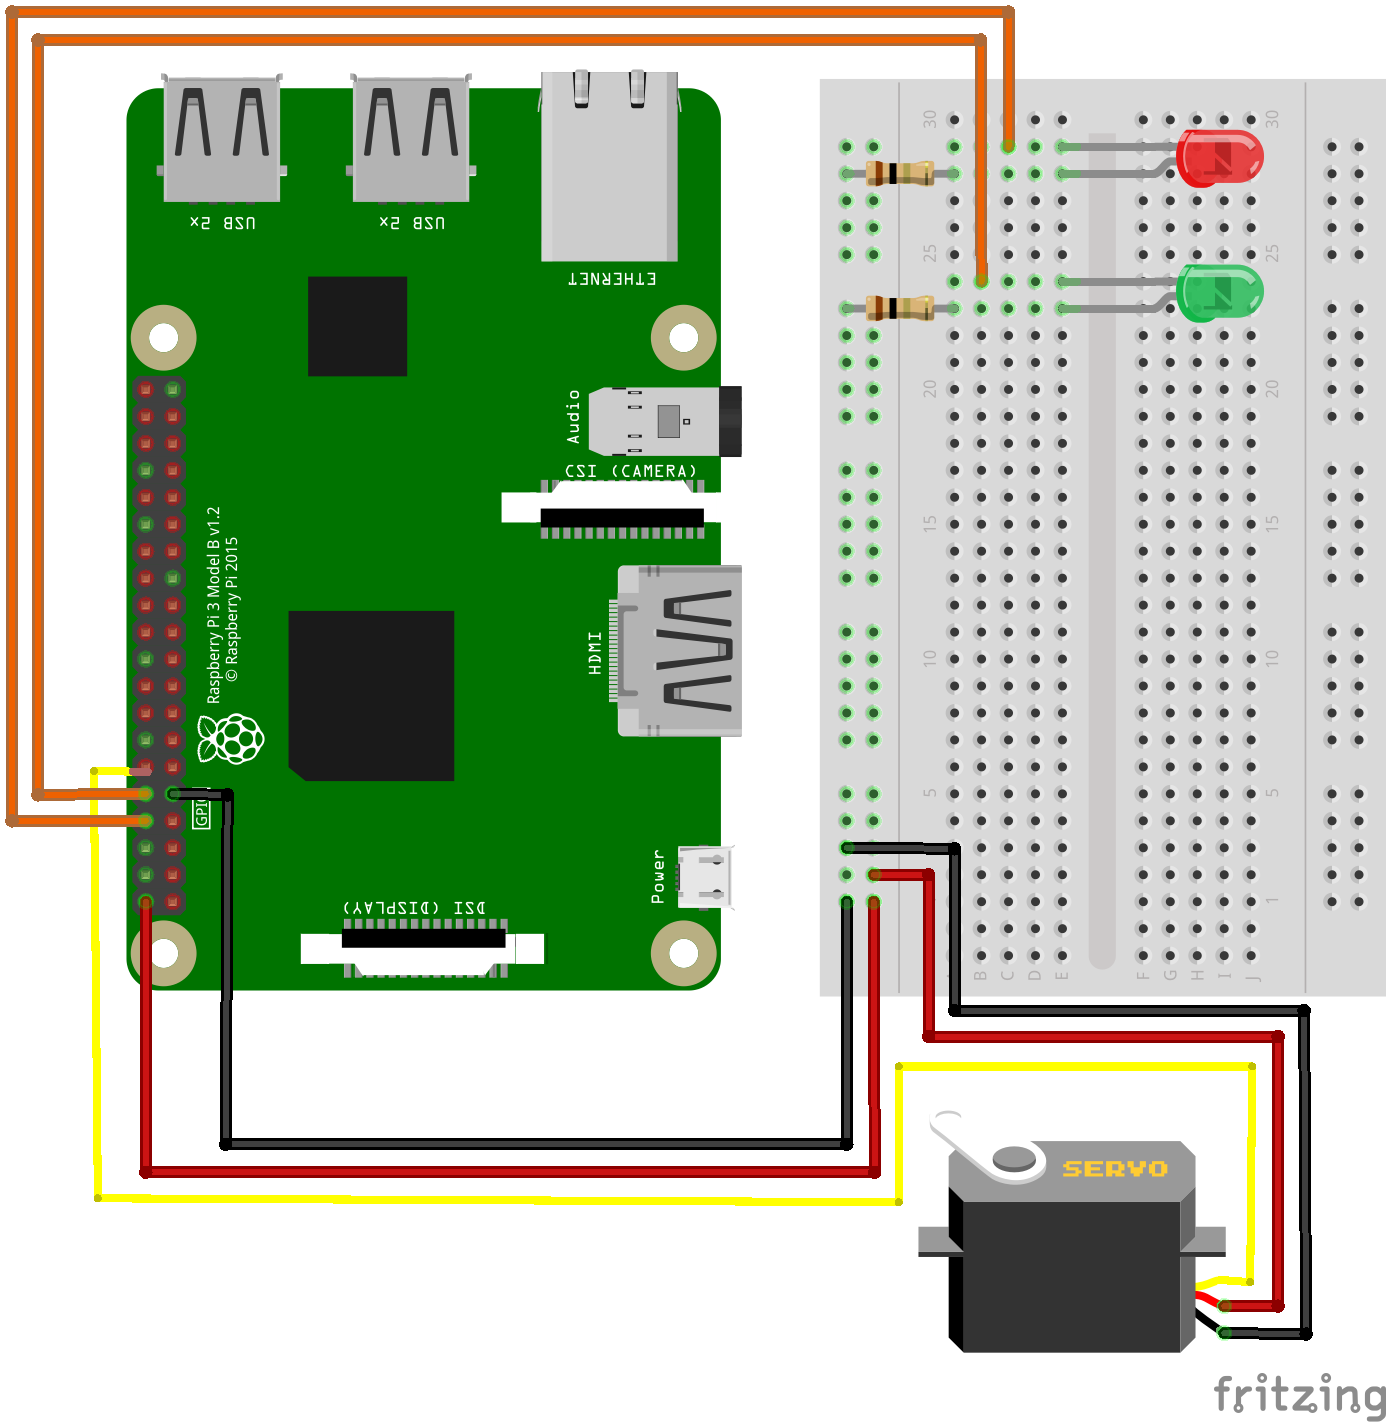 30
30
USB 2x
USB 2x
25
25
ETHERNET
20
20
Audio
CSI (CAMERA)
15
15
Raspberry Pi 3 Model B v1.2
© Raspberry Pi 2015
HDMI
10
10
5
5
GPIO
Power
DSI (DISPLAY)
1
1
B
C
D
E
F
G
H
I
J
SERVO
fritzing